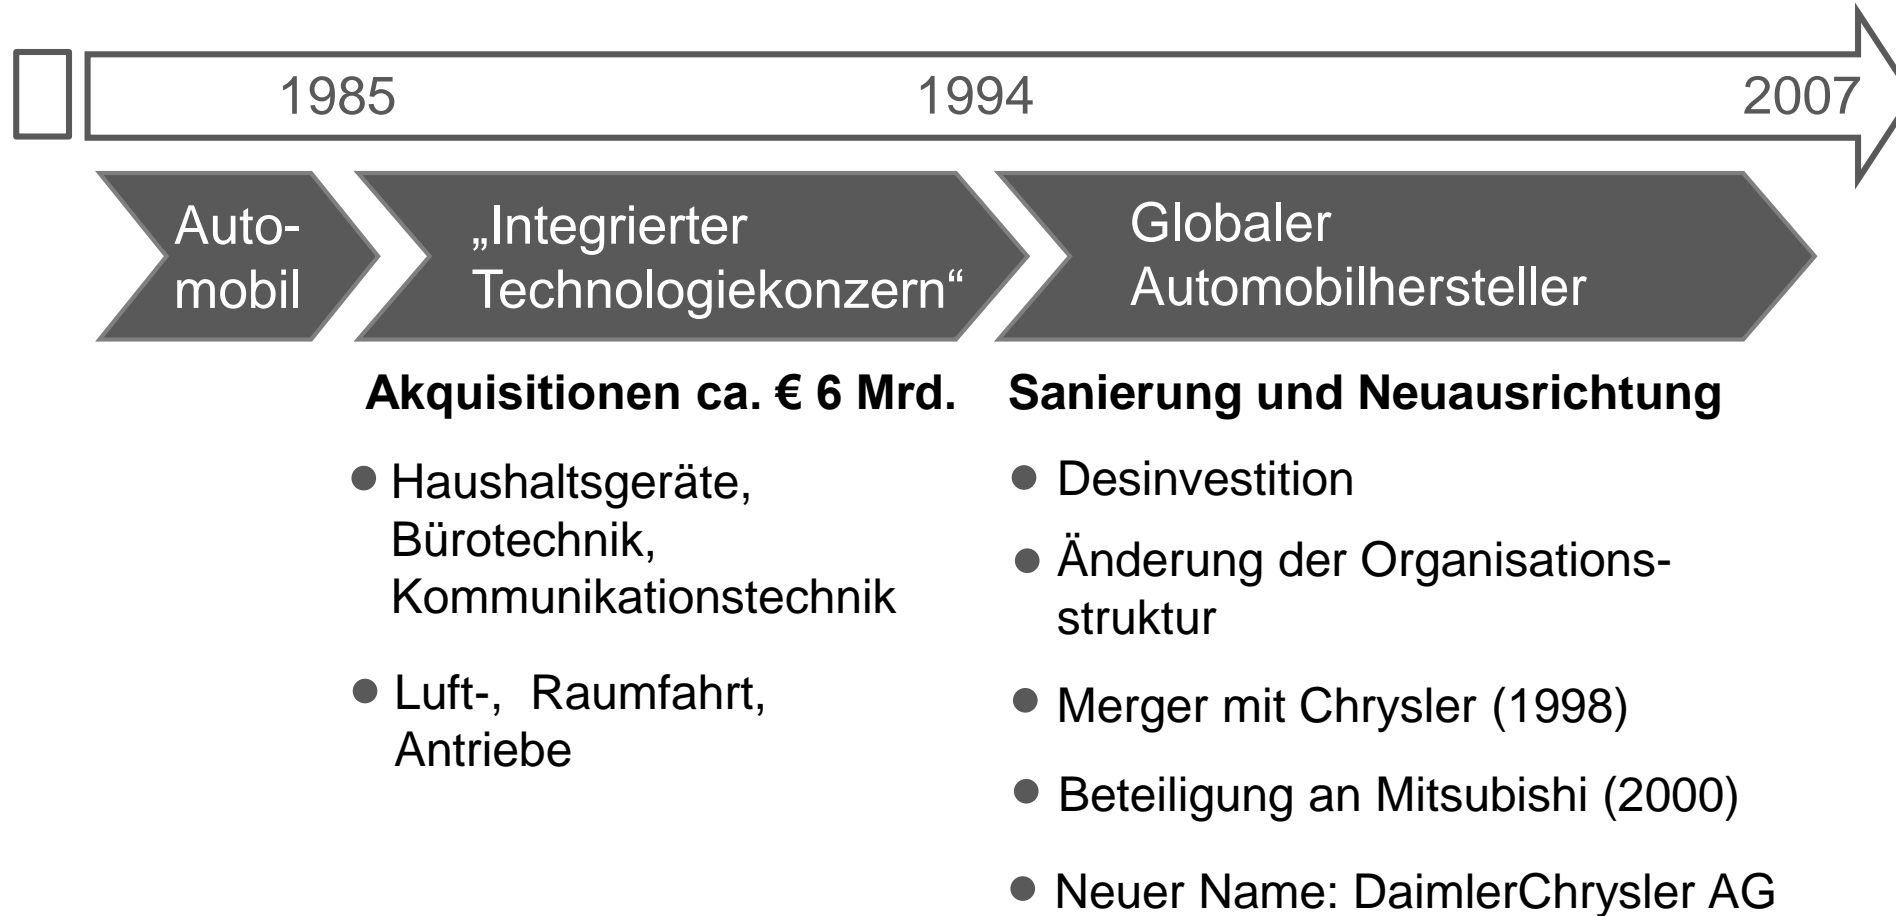 1985 1994 2007
Auto-
mobil
„Integrierter
Technologiekonzern“
Globaler
Automobilhersteller
Akquisitionen ca. € 6 Mrd.
Haushaltsgeräte,
Bürotechnik,
Kommunikationstechnik
Luft-, Raumfahrt,
Antriebe
Sanierung und Neuausrichtung
Desinvestition
Änderung der Organisations-
struktur
Merger mit Chrysler (1998)
Beteiligung an Mitsubishi (2000)
Neuer Name: DaimlerChrysler AG